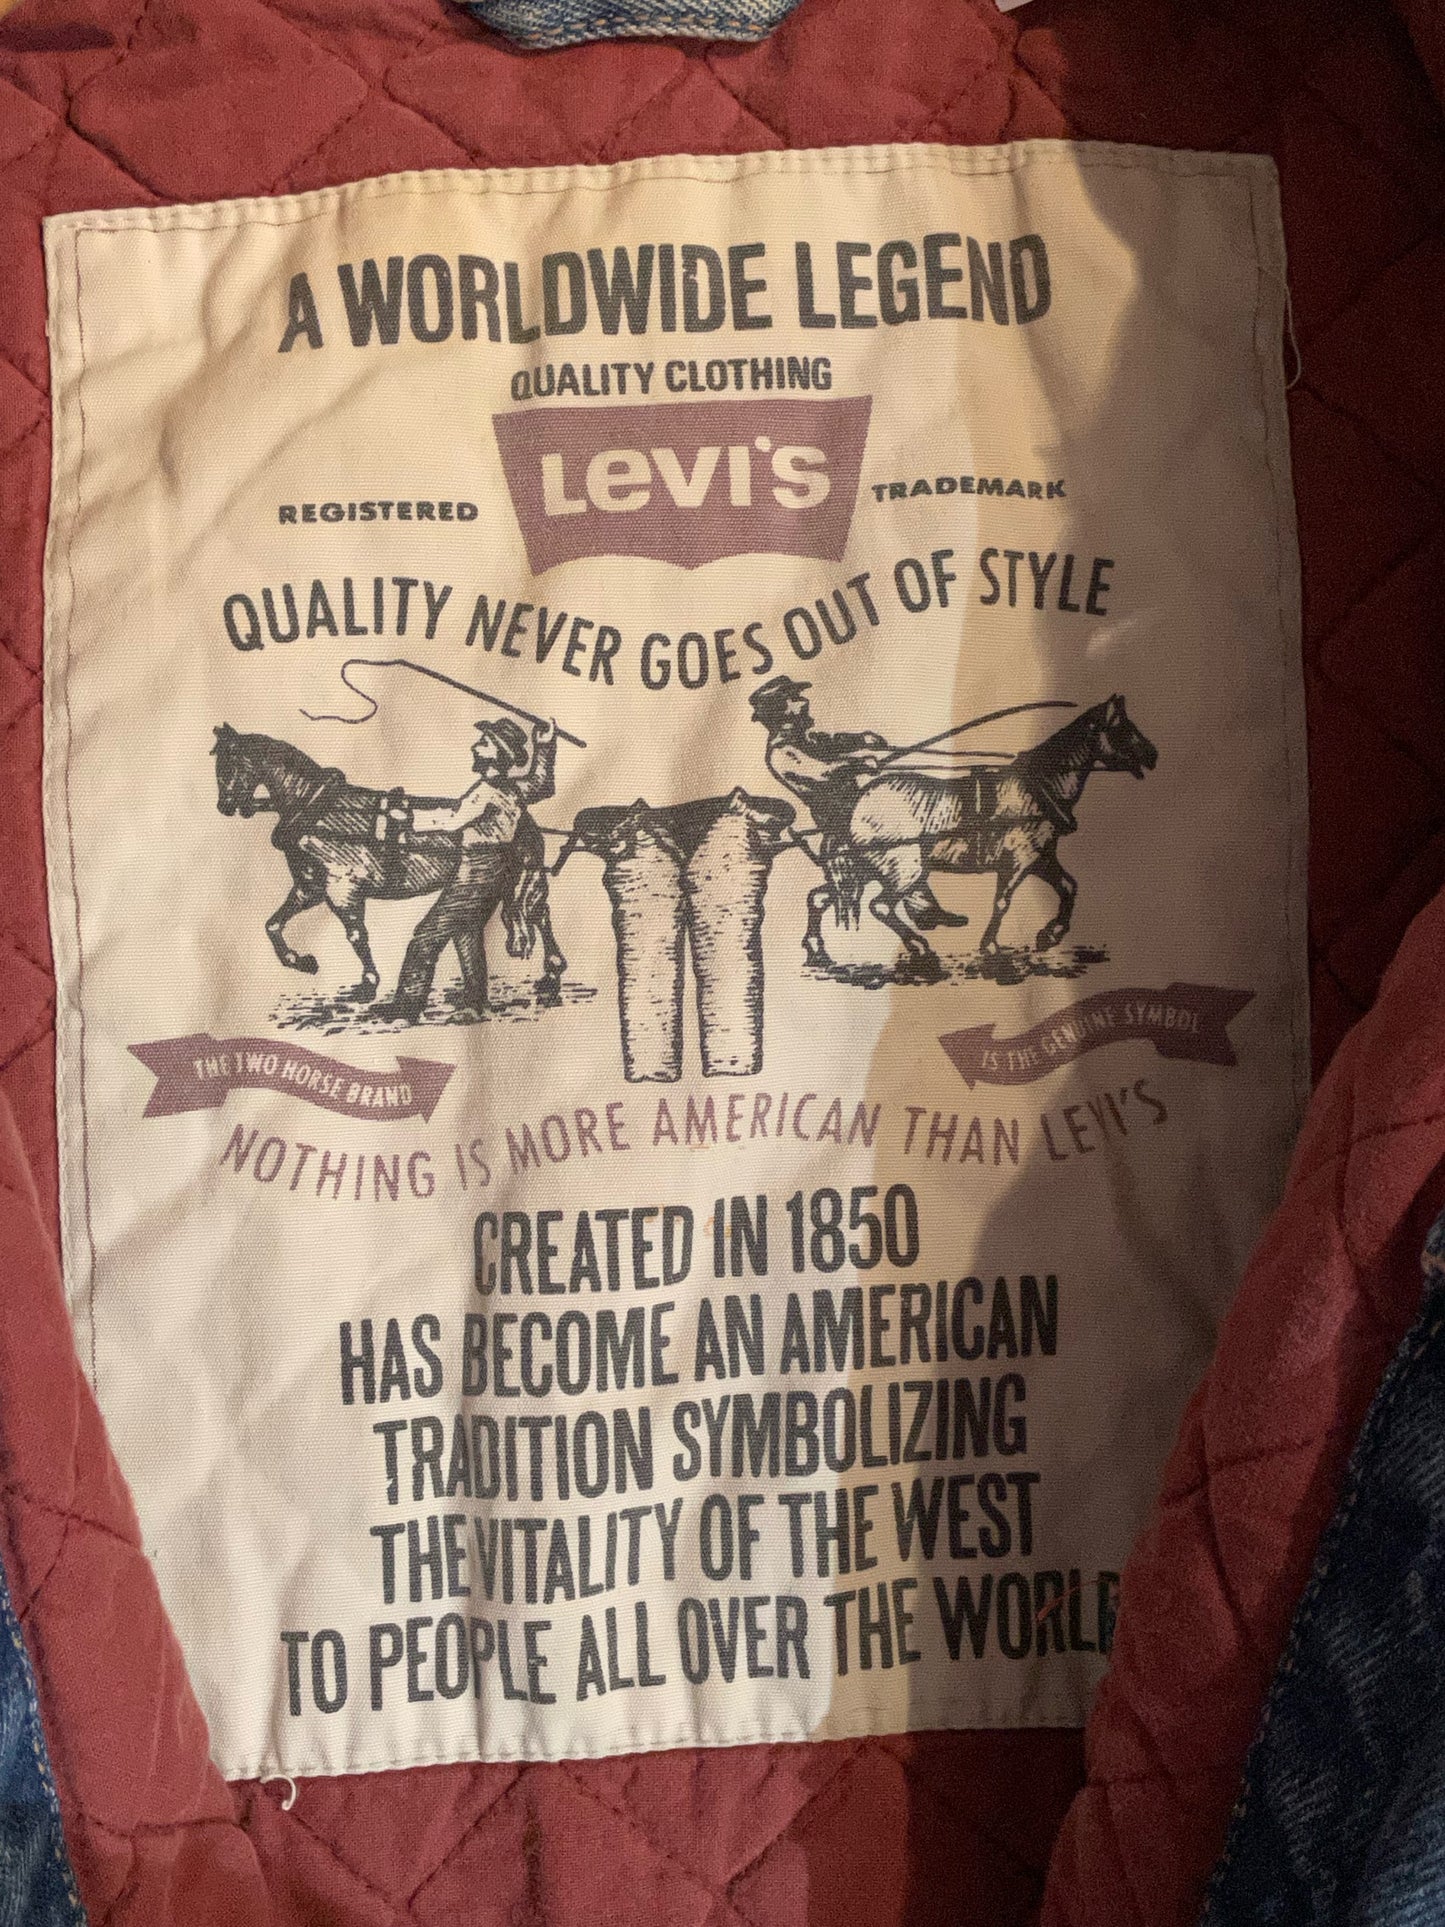 A WORLDWIDE LEGEND
QUALITY CLOTHING
LEVI'S
REGISTERED TRADEMARK
QUALITY NEVER GOES OUT OF STYLE
THE TWO HORSE BRAND
IS THE GENUINE SYMBOL
NOTHING IS MORE AMERICAN THAN LEVI'S
CREATED IN 1850
HAS BECOME AN AMERICAN
TRADITION SYMBOLIZING
THE VITALITY OF THE WEST
TO PEOPLE ALL OVER THE WORLD